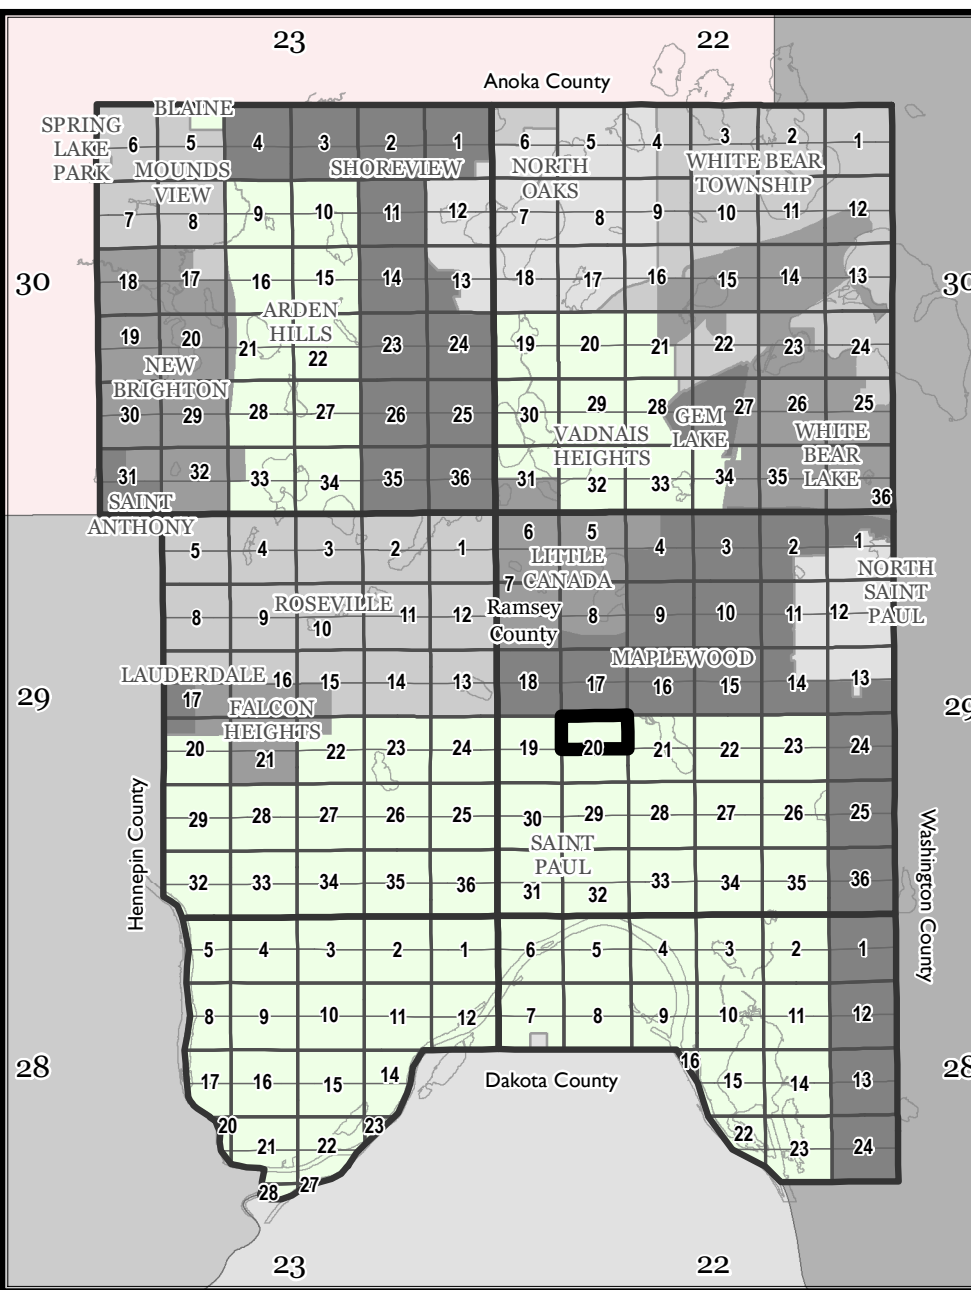 23 22
Anoka County
BLAINE
SPRING
LAKE
PARK
6 5 4 3 2 1 6 5 4 3 2 1
MOUNDS
VIEW
SHOREVIEW
NORTH
OAKS
WHITE BEAR
TOWNSHIP
7 8 9 10 11 12 7 8 9 10 11 12
30 18 17 16 15 14 13 18 17 16 15 14 13 30
ARDEN
HILLS
19 20 21 22 23 24 19 20 21 22 23 24
NEW
BRIGHTON
30 29 28 27 26 25 30 29 28 27 26 25
GEM
LAKE
VADNAIS
HEIGHTS
WHITE
BEAR
LAKE
31 32 33 34 35 36 31 32 33 34 35 36
SAINT
ANTHONY
5 4 3 2 1 6 5 4 3 2 1
LITTLE
CANADA
NORTH
SAINT
PAUL
8 9 10 11 12 7 8 9 10 11 12
ROSEVILLE
Ramsey
County
MAPLEWOOD
LAUDERDALE
29 17 16 15 14 13 18 17 16 15 14 13 29
FALCON
HEIGHTS
20 21 22 23 24 19 20 21 22 23 24
29 28 27 26 25 30 29 28 27 26 25
Hennepin County
Washington County
SAINT
PAUL
32 33 34 35 36 31 32 33 34 35 36
5 4 3 2 1 6 5 4 3 2 1
8 9 10 11 12 7 8 9 10 11 12
28 17 16 15 14 16 15 14 13 28
Dakota County
20 21 22 23 22 23 24
28 27
23 22